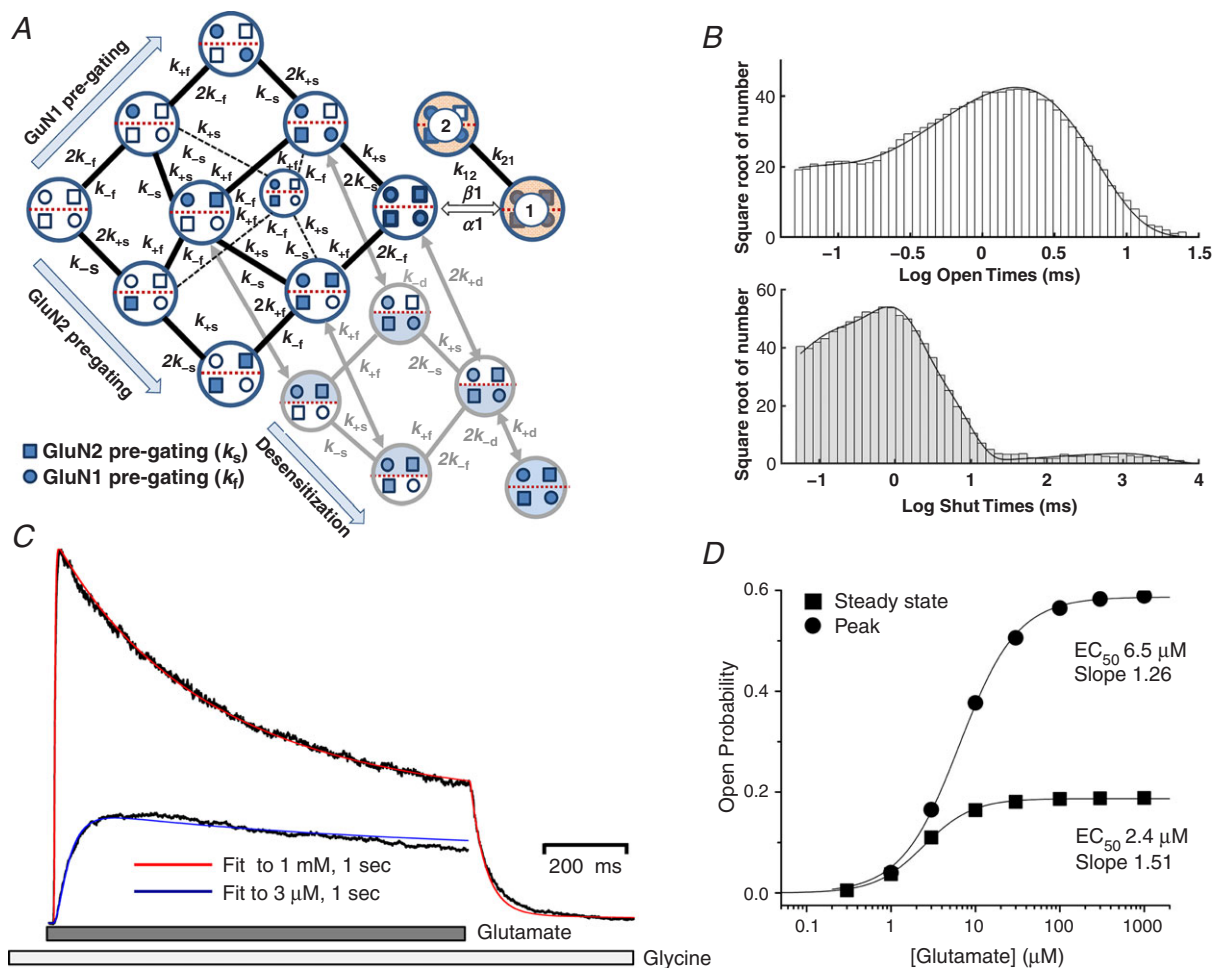 A
GuN1 pre-gating
k+f
2k+s
2k−f
k−s
2
k+s
k21
2k−f
k−s
k+f
k+s
k12
k−f
k+s
k+f
k−f
2k−s
β1
k−s
k−f
1
k+f
α1
2k+s
k+f
k−f
k+s
k+s
k+f
k−s
k−f
k−s
k−s
2k−f
k−d
2k+d
GluN2 pre-gating
k+s
2k+f
k+f
k+s
k−f
k+f
2k−s
2k−s
k+s
k+f
k+d
k−s
2k−d
2k−f
Desensitization
GluN2 pre-gating (ks)
GluN1 pre-gating (kf)
B
Square root of number
40
20
0
−1
−0.5
0
0.5
1
1.5
Log Open Times (ms)
Square root of number
60
40
20
0
−1
0
1
2
3
4
Log Shut Times (ms)
C
Fit to 1 mM, 1 sec
Fit to 3 μM, 1 sec
200 ms
Glutamate
Glycine
D
Open Probability
0.6
0.4
0.2
0.0
Steady state
Peak
EC50 6.5 μM
Slope 1.26
EC50 2.4 μM
Slope 1.51
0.1
1
10
100
1000
[Glutamate] (μM)